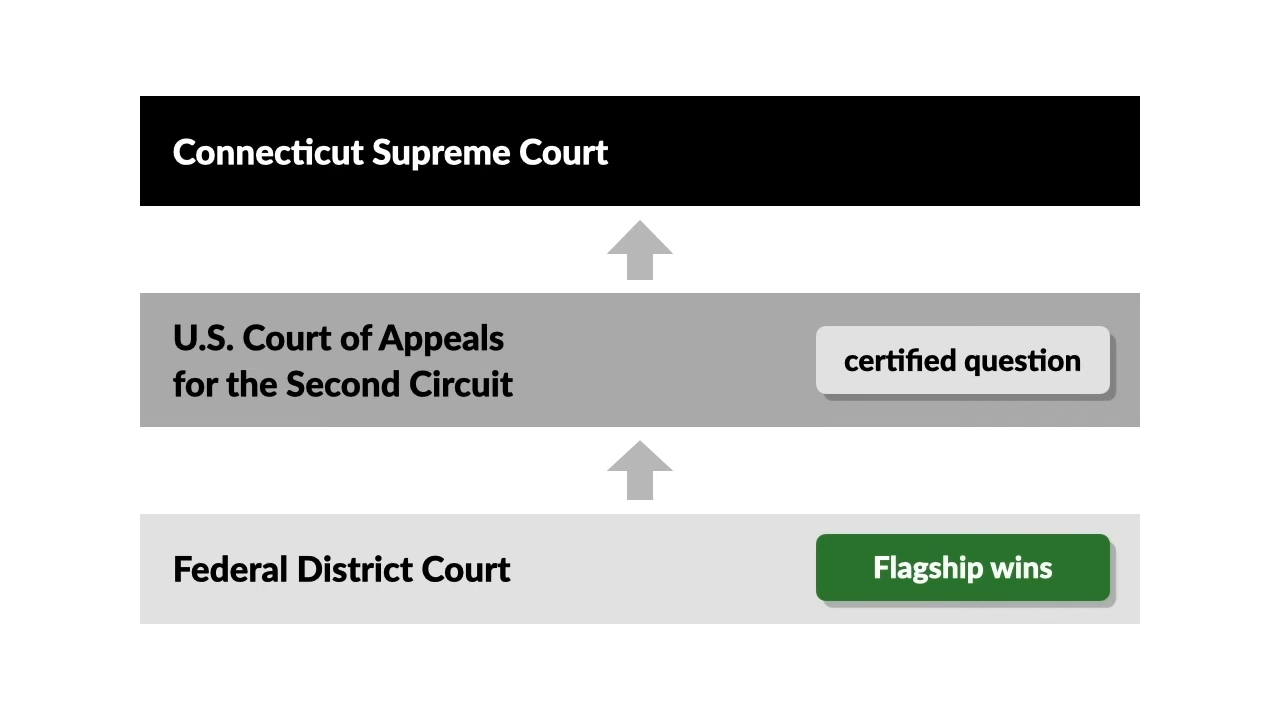 Connecticut Supreme Court
U.S. Court of Appeals
for the Second Circuit
certified question
Federal District Court
Flagship wins